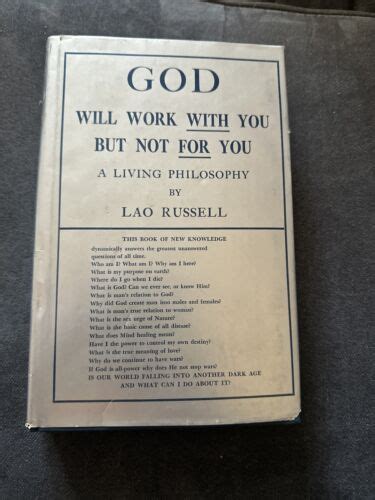 GOD
WILL WORK WITH YOU
BUT NOT FOR YOU
A LIVING PHILOSOPHY
BY
LAO RUSSELL
THIS BOOK OF NEW KNOWLEDGE
dynamically answers the greatest unanswered
questions of all time.
Who am I? What am I? Why am I here?
What is my purpose on earth?
Where do I go when I die?
What is God? Can we ever see, or know Him?
What is man's relation to God?
Why did God create men into males and females?
What is man's true relation to woman?
What is the sex urge of Nature?
What is the basic cause of all disease?
What does Mind healing mean?
Have I the power to control my own destiny?
What is the true meaning of love?
Why do we continue to have wars?
If God is all-power why does He not stop wars?
IS OUR WORLD FALLING INTO ANOTHER DARK AGE
AND WHAT CAN I DO ABOUT IT?